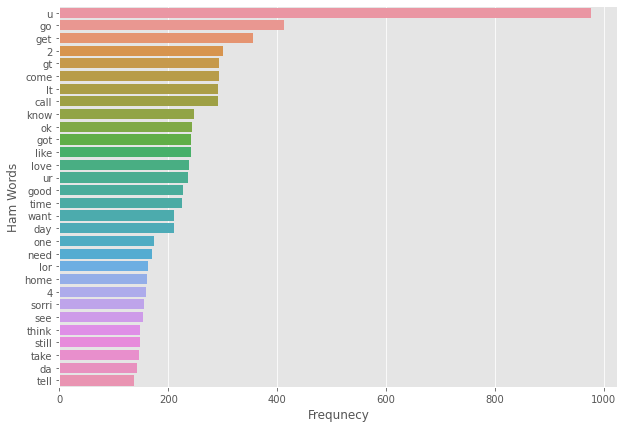 u
go
get
2
gt
come
lt
call
know
ok
got
like
love
ur
good
time
want
day
one
need
lor
home
4
sorri
see
think
still
take
da
tell
Ham Words
0 200 400 600 800 1000
Frequnecy